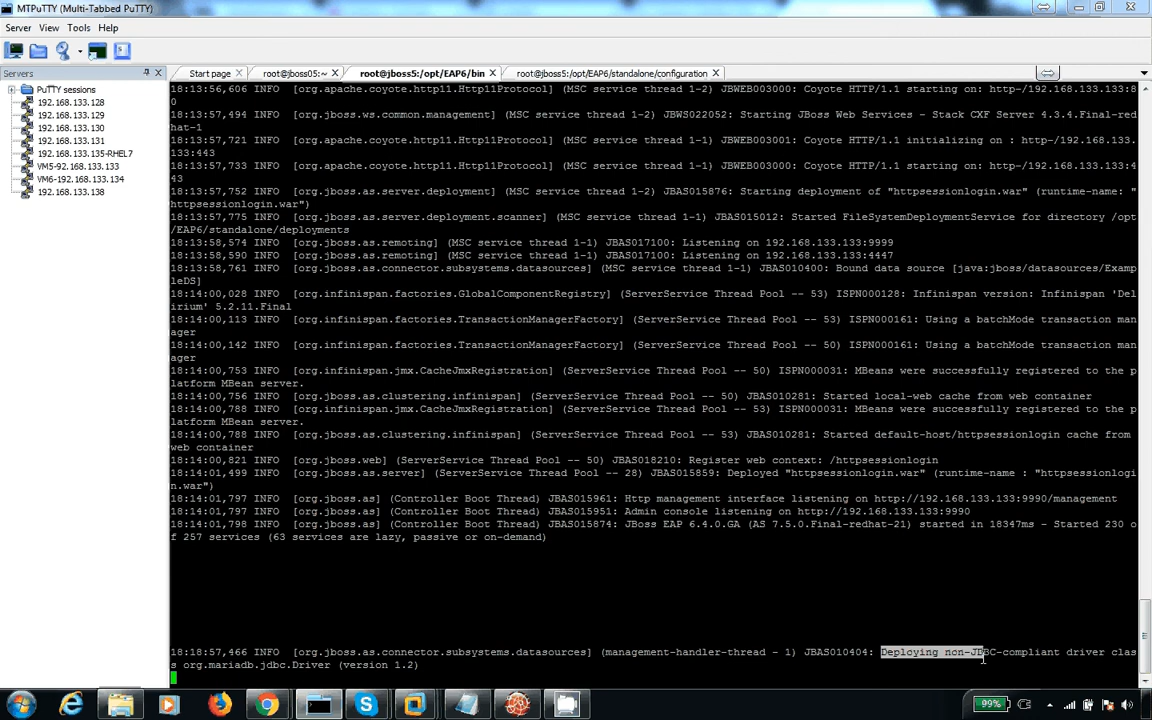 MTPuTTY (Multi-Tabbed PuTTY)
Server View Tools Help
Servers
Start page root@jboss05:~ root@jboss5:/opt/EAP6/bin root@jboss5:/opt/EAP6/standalone/configuration
PuTTY sessions
192.168.133.128
192.168.133.129
192.168.133.130
192.168.133.131
192.168.133.135-RHEL7
VM5-92.168.133.133
VM6-192.168.133.134
192.168.133.138
18:13:56,606 INFO [org.apache.coyote.http11.Http11Protocol] (MSC service thread 1-2) JBWEB003000: Coyote HTTP/1.1 starting on: http-/192.168.133.133:8
0
18:13:57,494 INFO [org.jboss.ws.common.management] (MSC service thread 1-2) JBWS022052: Starting JBoss Web Services - Stack CXF Server 4.3.4.Final-red
hat-1
18:13:57,721 INFO [org.apache.coyote.http11.Http11Protocol] (MSC service thread 1-1) JBWEB003001: Coyote HTTP/1.1 initializing on : http-/192.168.133.
133:443
18:13:57,733 INFO [org.apache.coyote.http11.Http11Protocol] (MSC service thread 1-1) JBWEB003000: Coyote HTTP/1.1 starting on: http-/192.168.133.133:4
43
18:13:57,752 INFO [org.jboss.as.server.deployment] (MSC service thread 1-2) JBAS015876: Starting deployment of "httpsessionlogin.war" (runtime-name: "
httpsessionlogin.war")
18:13:57,775 INFO [org.jboss.as.server.deployment.scanner] (MSC service thread 1-1) JBAS015012: Started FileSystemDeploymentService for directory /opt
/EAP6/standalone/deployments
18:13:58,574 INFO [org.jboss.as.remoting] (MSC service thread 1-1) JBAS017100: Listening on 192.168.133.133:9999
18:13:58,590 INFO [org.jboss.as.remoting] (MSC service thread 1-1) JBAS017100: Listening on 192.168.133.133:4447
18:13:58,761 INFO [org.jboss.as.connector.subsystems.datasources] (MSC service thread 1-1) JBAS010400: Bound data source [java:jboss/datasources/Examp
leDS]
18:14:00,028 INFO [org.infinispan.factories.GlobalComponentRegistry] (ServerService Thread Pool -- 53) ISPN000128: Infinispan version: Infinispan 'Del
irium' 5.2.11.Final
18:14:00,113 INFO [org.infinispan.factories.TransactionManagerFactory] (ServerService Thread Pool -- 53) ISPN000161: Using a batchMode transaction man
ager
18:14:00,142 INFO [org.infinispan.factories.TransactionManagerFactory] (ServerService Thread Pool -- 50) ISPN000161: Using a batchMode transaction man
ager
18:14:00,753 INFO [org.infinispan.jmx.CacheJmxRegistration] (ServerService Thread Pool -- 50) ISPN000031: MBeans were successfully registered to the p
latform MBean server.
18:14:00,756 INFO [org.jboss.as.clustering.infinispan] (ServerService Thread Pool -- 50) JBAS010281: Started local-web cache from web container
18:14:00,788 INFO [org.infinispan.jmx.CacheJmxRegistration] (ServerService Thread Pool -- 53) ISPN000031: MBeans were successfully registered to the p
latform MBean server.
18:14:00,788 INFO [org.jboss.as.clustering.infinispan] (ServerService Thread Pool -- 53) JBAS010281: Started default-host/httpsessionlogin cache from
web container
18:14:00,821 INFO [org.jboss.web] (ServerService Thread Pool -- 50) JBAS018210: Register web context: /httpsessionlogin
18:14:01,499 INFO [org.jboss.as.server] (ServerService Thread Pool -- 28) JBAS015859: Deployed "httpsessionlogin.war" (runtime-name : "httpsessionlogi
n.war")
18:14:01,797 INFO [org.jboss.as] (Controller Boot Thread) JBAS015961: Http management interface listening on http://192.168.133.133:9990/management
18:14:01,797 INFO [org.jboss.as] (Controller Boot Thread) JBAS015951: Admin console listening on http://192.168.133.133:9990
18:14:01,798 INFO [org.jboss.as] (Controller Boot Thread) JBAS015874: JBoss EAP 6.4.0.GA (AS 7.5.0.Final-redhat-21) started in 18347ms - Started 230 o
f 257 services (63 services are lazy, passive or on-demand)
18:18:57,466 INFO [org.jboss.as.connector.subsystems.datasources] (management-handler-thread - 1) JBAS010404: Deploying non-JDBC-compliant driver clas
s org.mariadb.jdbc.Driver (version 1.2)
99%